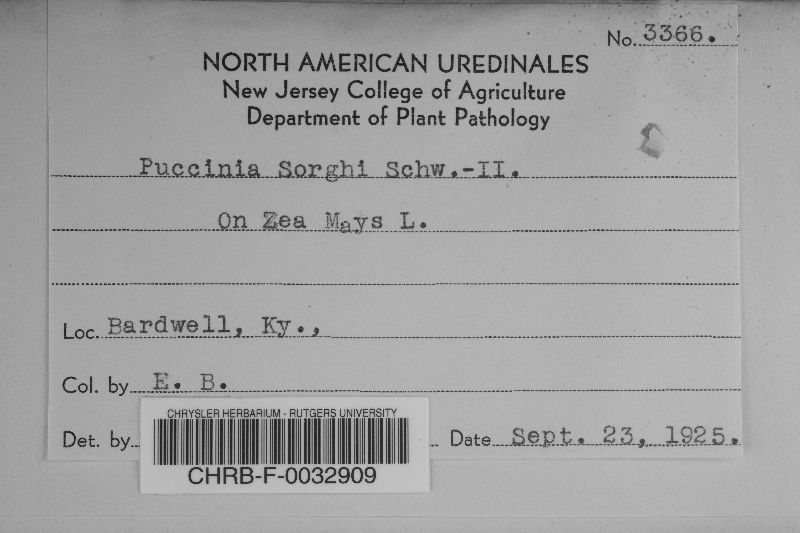 No. 3366.
NORTH AMERICAN UREDINALES
New Jersey College of Agriculture
Department of Plant Pathology
Puccinia Sorghi Schw.-II.
On Zea Mays L.
Loc. Bardwell, Ky.,
Col. by E. B.
Det. by
Date Sept. 23, 1925.
CHRYSLER HERBARIUM - RUTGERS UNIVERSITY
CHRB-F-0032909